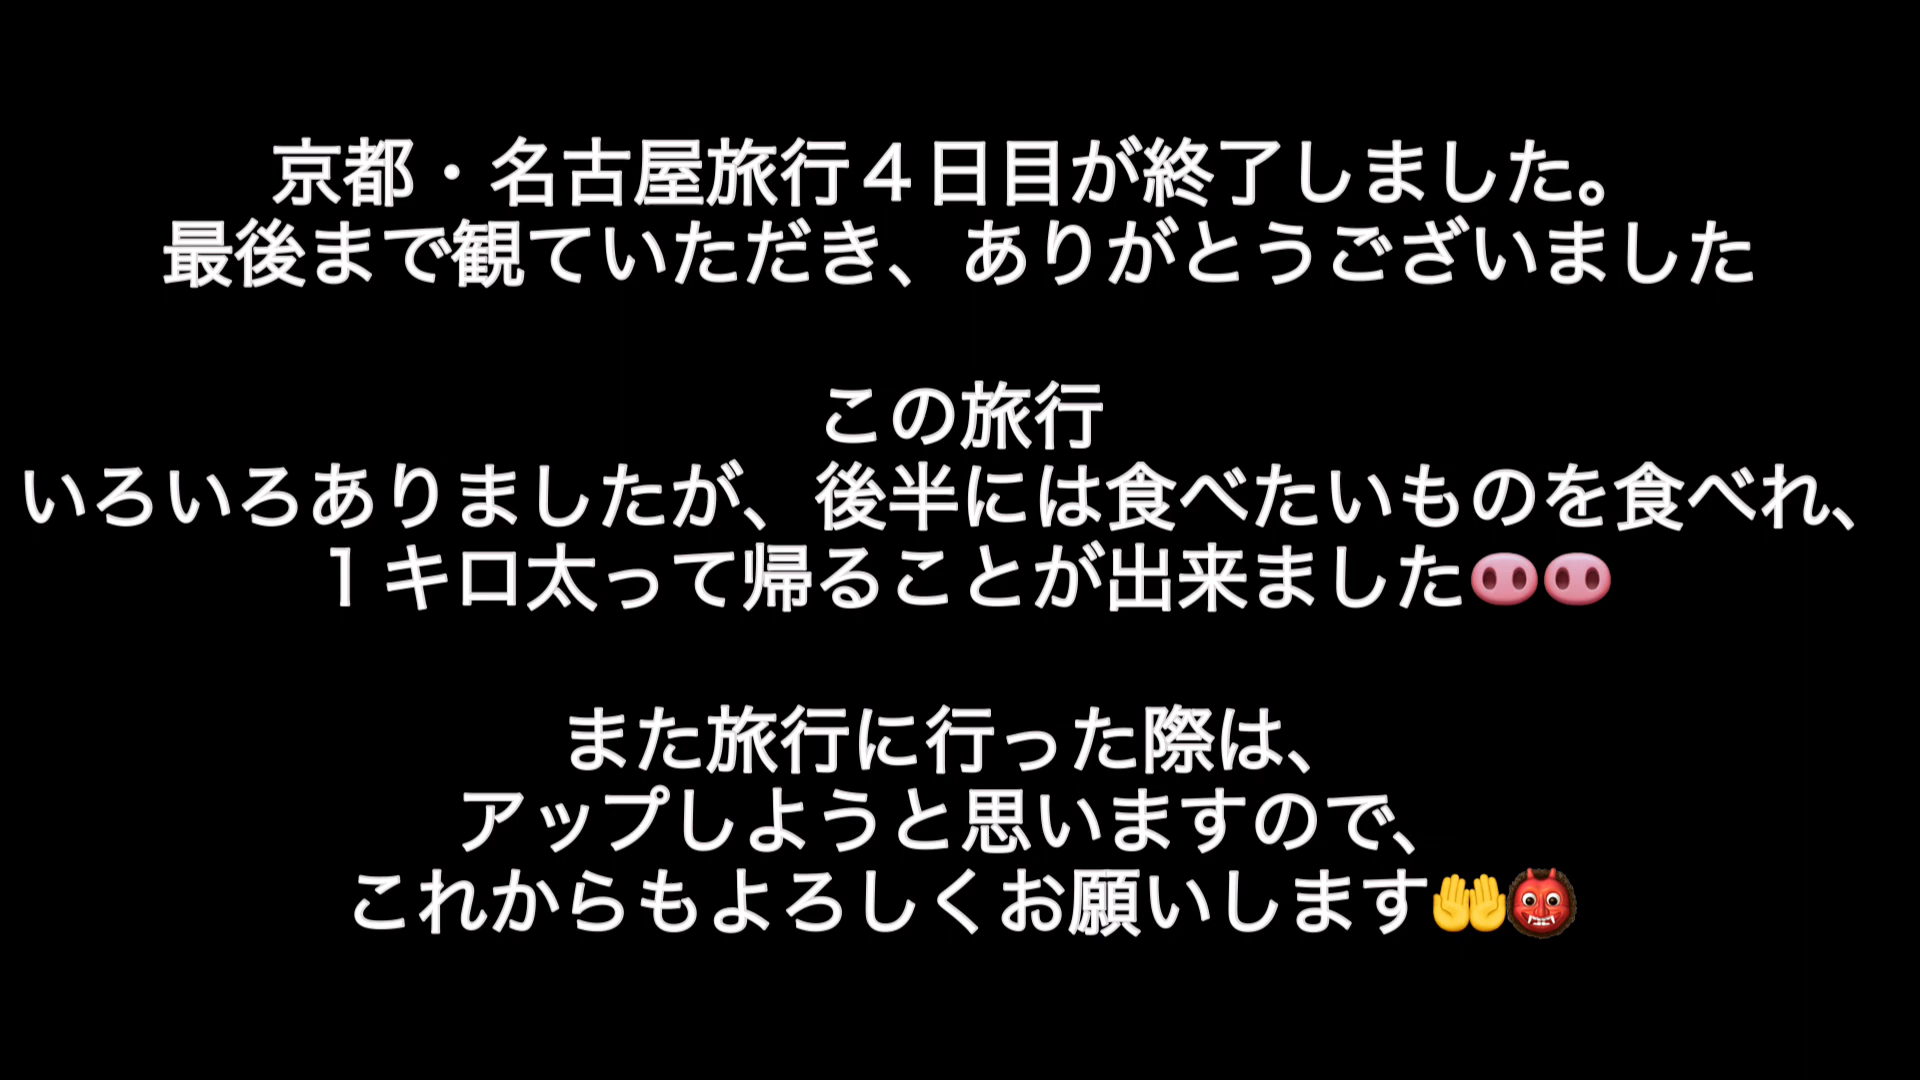 京都・名古屋旅行４日目が終了しました。
最後まで観ていただき、ありがとうございました
この旅行
いろいろありましたが、後半には食べたいものを食べれ、
１キロ太って帰ることが出来ました🐽🐽
また旅行に行った際は、
アップしようと思いますので、
これからもよろしくお願いします🤲👹